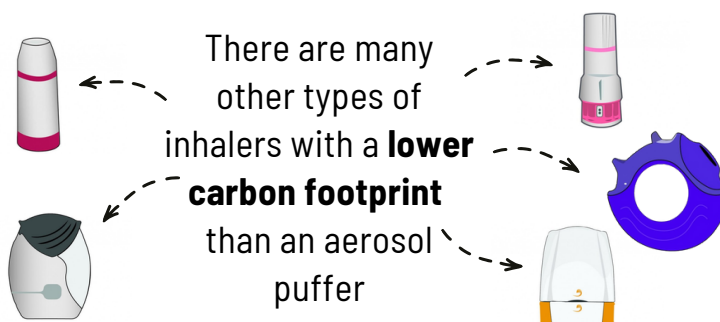 There are many
other types of
inhalers with a lower
carbon footprint
than an aerosol
puffer